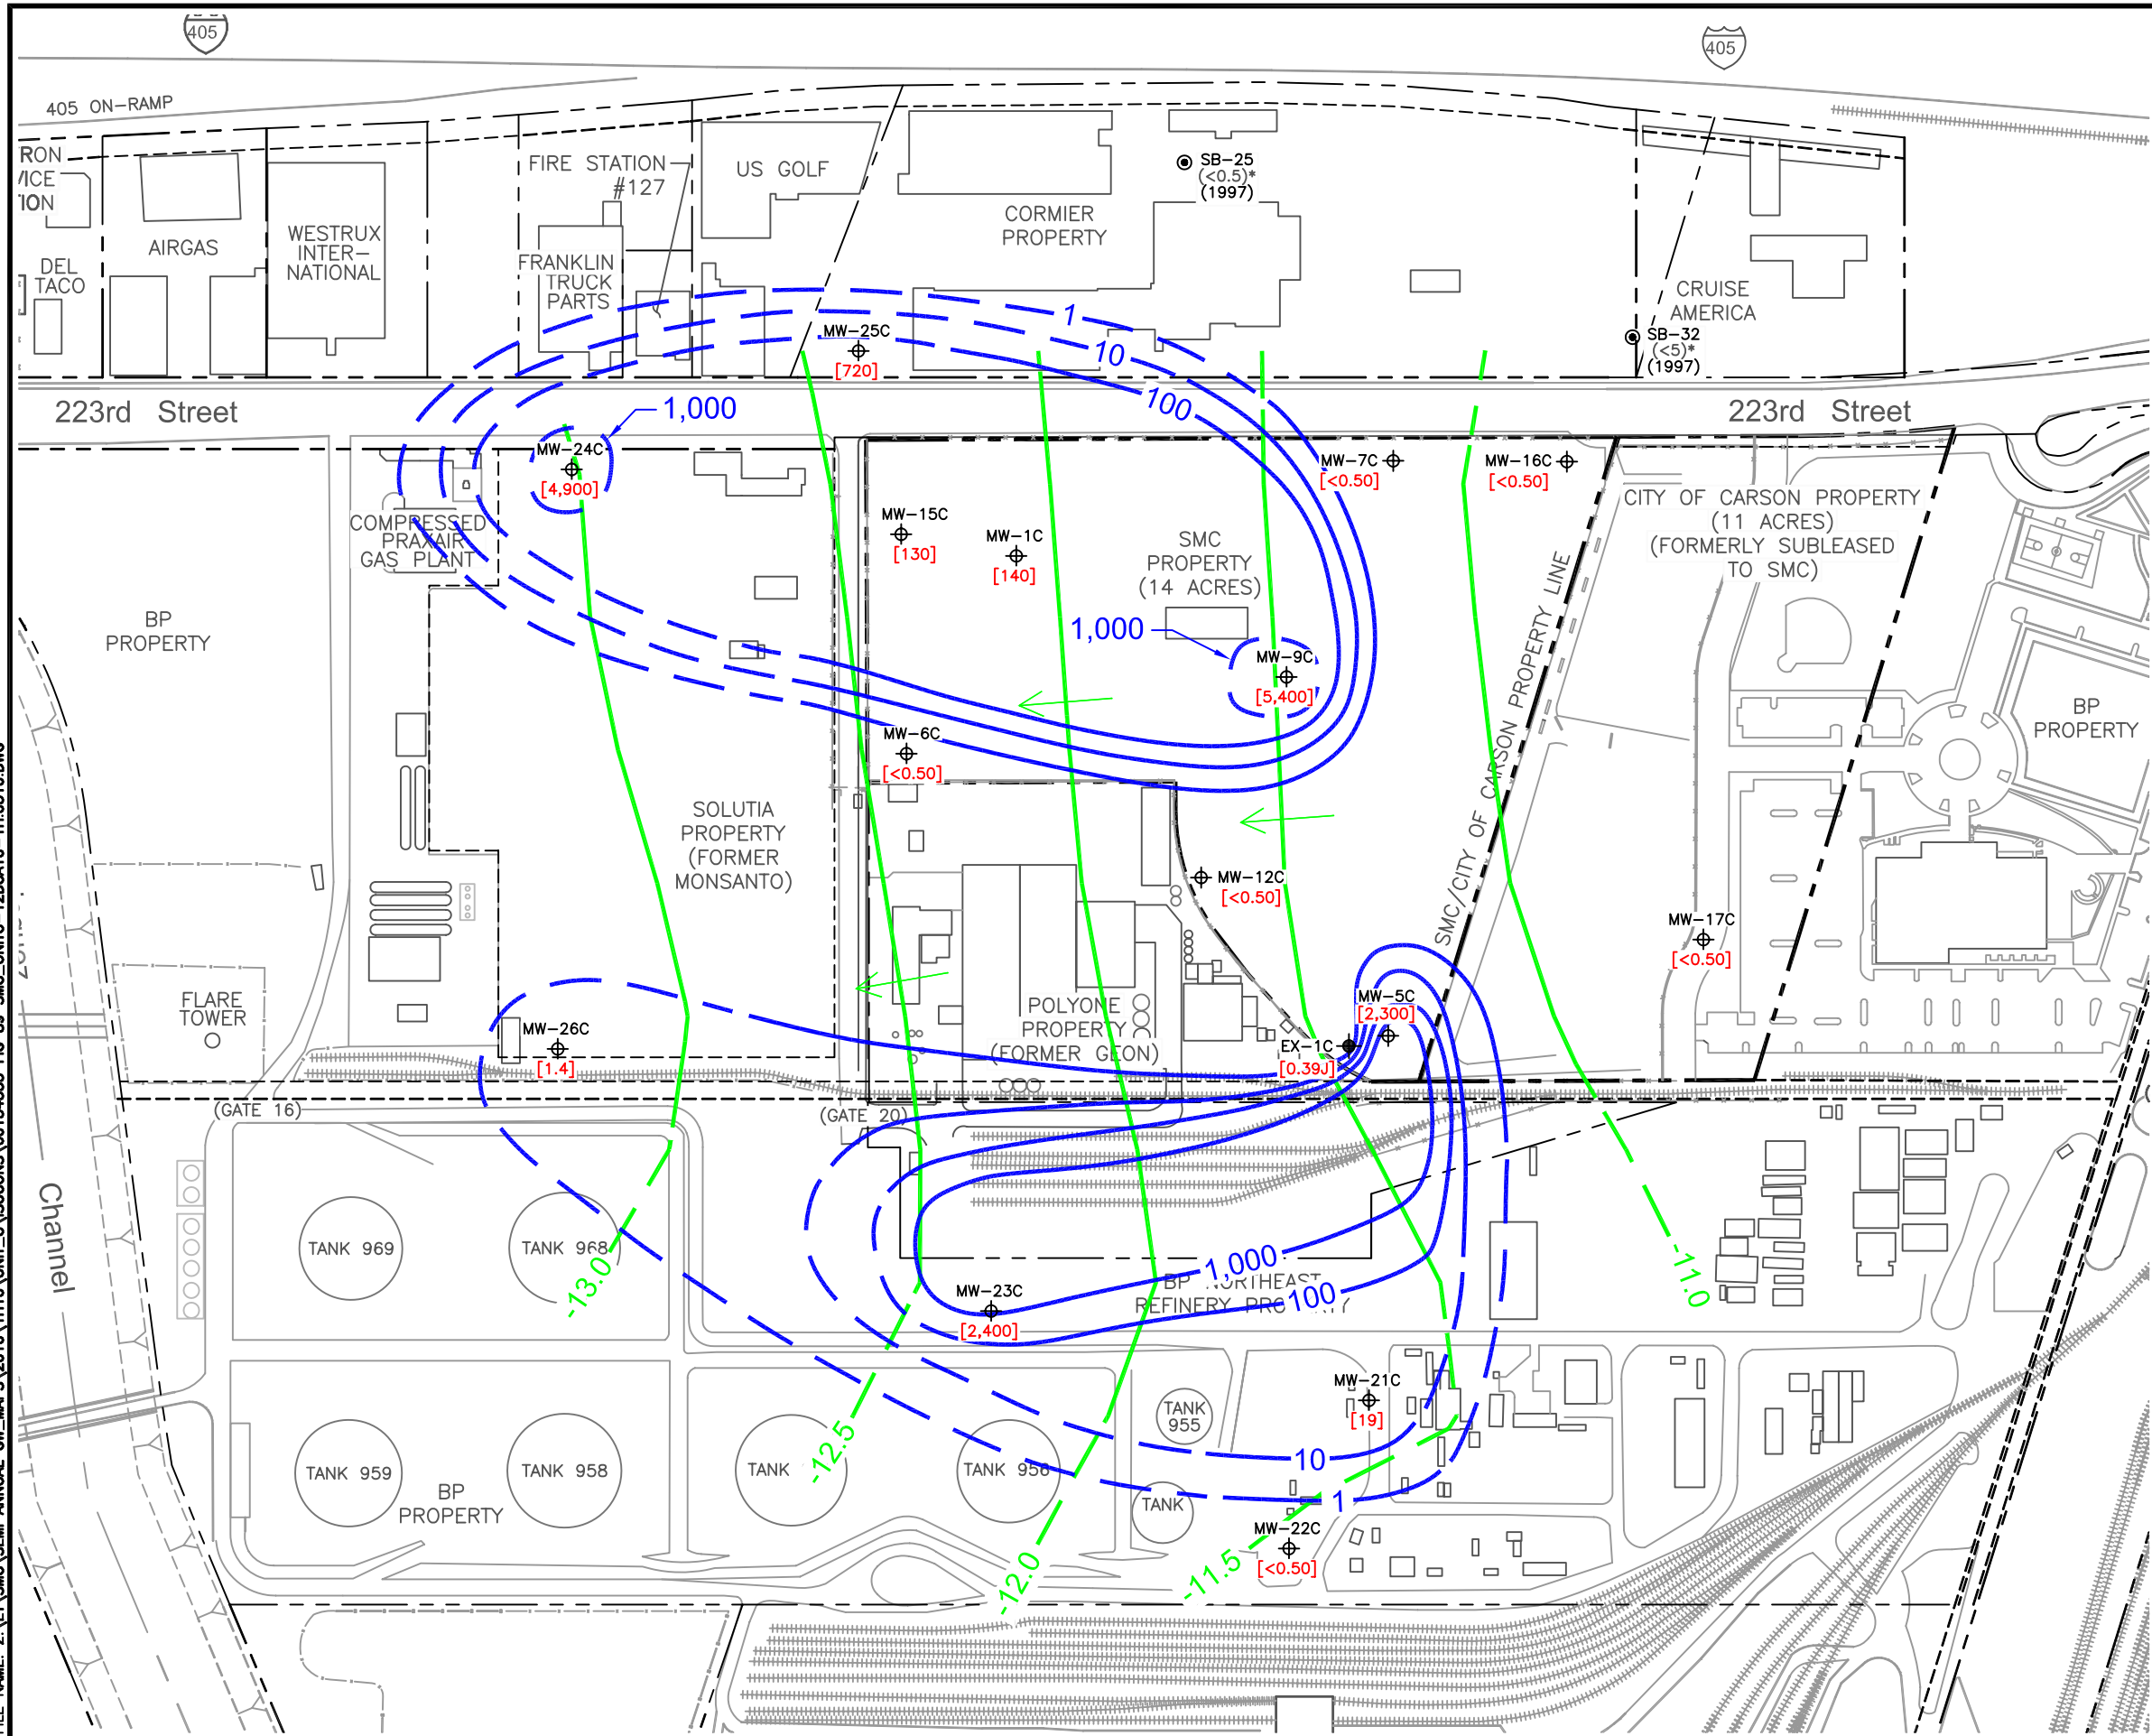 405
405
405 ON-RAMP
RON
VICE
ION
DEL
TACO
AIRGAS
WESTRUX
INTER-
NATIONAL
FIRE STATION
#127
FRANKLIN
TRUCK
PARTS
US GOLF
CORMIER
PROPERTY
SB-25
(<0.5)*
(1997)
CRUISE
AMERICA
SB-32
(<5)*
(1997)
1
10
100
MW-25C
[720]
223rd Street
223rd Street
1,000
MW-24C
[4,900]
COMPRESSED
PRAXAIR
GAS PLANT
MW-15C
[130]
MW-1C
[140]
MW-7C
[<0.50]
MW-16C
[<0.50]
SMC
PROPERTY
(14 ACRES)
CITY OF CARSON PROPERTY
(11 ACRES)
(FORMERLY SUBLEASED
TO SMC)
BP
PROPERTY
1,000
MW-9C
[5,400]
SMC/CITY OF CARSON PROPERTY LINE
BP
PROPERTY
MW-6C
[<0.50]
SOLUTIA
PROPERTY
(FORMER
MONSANTO)
MW-12C
[<0.50]
MW-17C
[<0.50]
FLARE
TOWER
MW-26C
[1.4]
POLYONE
PROPERTY
(FORMER GEON)
MW-5C
[2,300]
EX-1C
[0.39J]
(GATE 16)
(GATE 20)
Channel
TANK 969
TANK 968
-13.0
1,000
BP NORTHEAST
REFINERY
100
-11.0
MW-23C
[2,400]
MW-21C
[19]
TANK
955
TANK 959
TANK 958
TANK
-12.5
TANK 956
10
1
BP
PROPERTY
TANK
MW-22C
[<0.50]
-12.0
-11.5